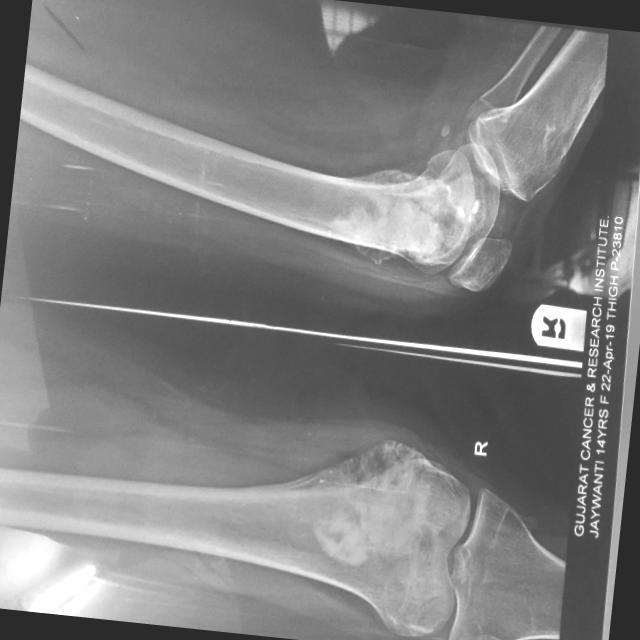 R
R
GUJARAT CANCER & RESEARCH INSTITUTE.
JAYWANTI 14YRS F 22-Apr-19 THIGH P-23810